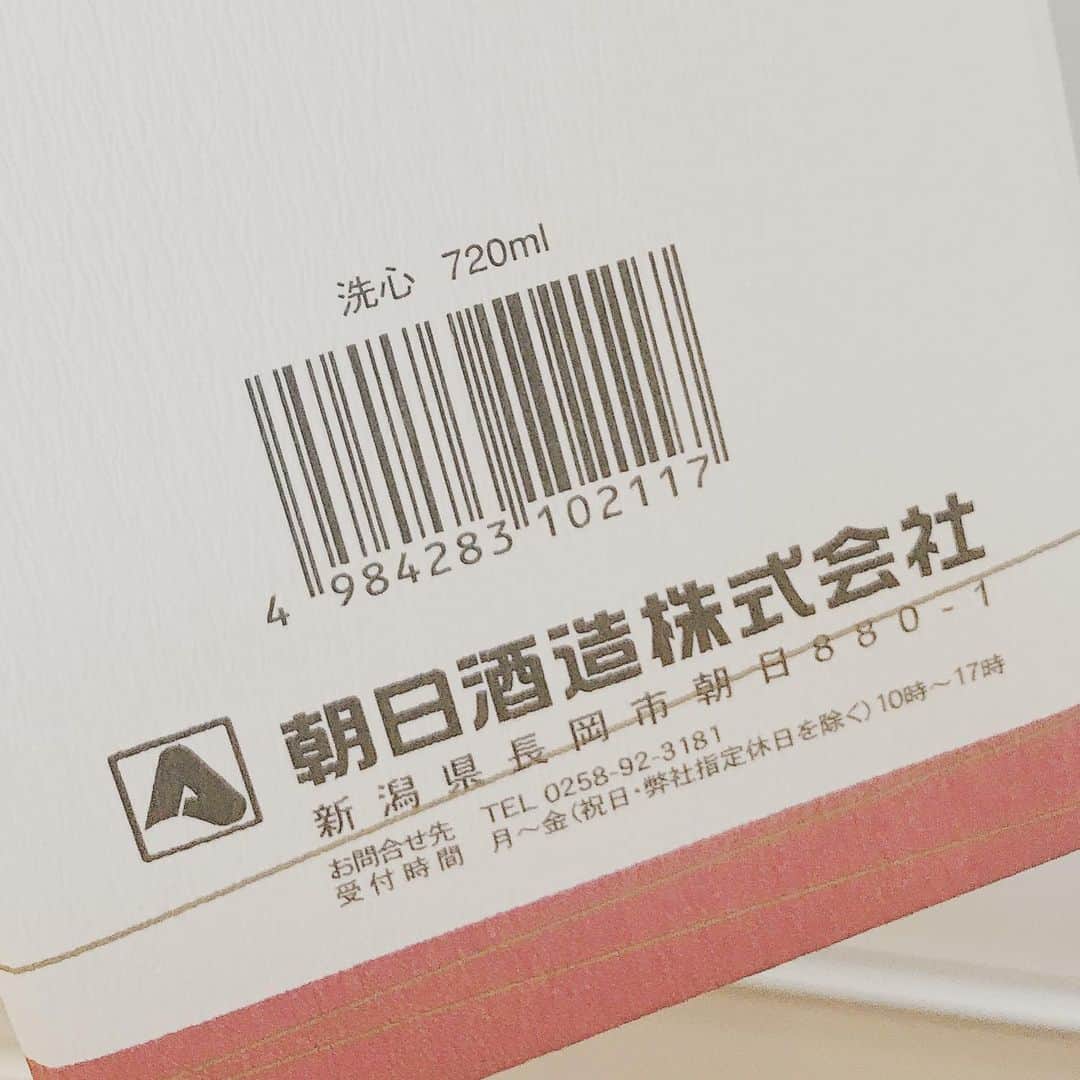 洗心 720ml
4 984283 102117
朝日酒造株式会社
新潟県長岡市朝日880-1
お問合せ先 TEL 0258-92-3181
受付時間 月～金(祝日・弊社指定休日を除く)10時～17時